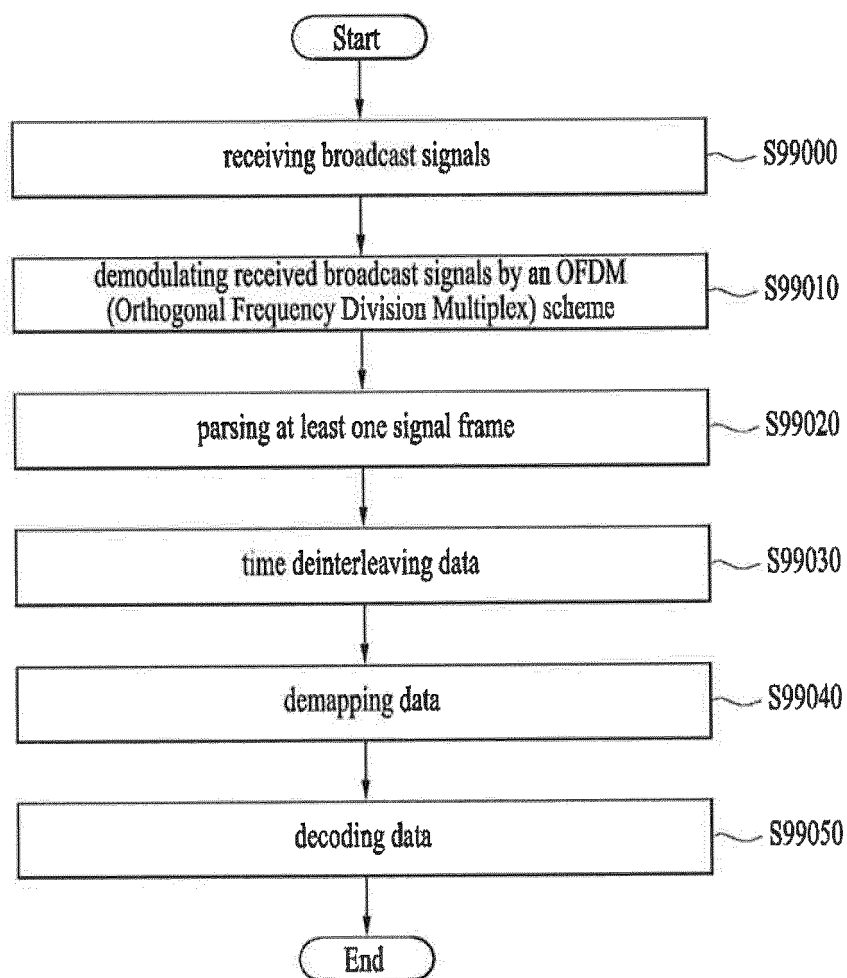 Start
receiving broadcast signals
S99000
demodulating received broadcast signals by an OFDM
(Orthogonal Frequency Division Multiplex) scheme
S99010
parsing at least one signal frame
S99020
time deinterleaving data
S99030
demapping data
S99040
decoding data
S99050
End